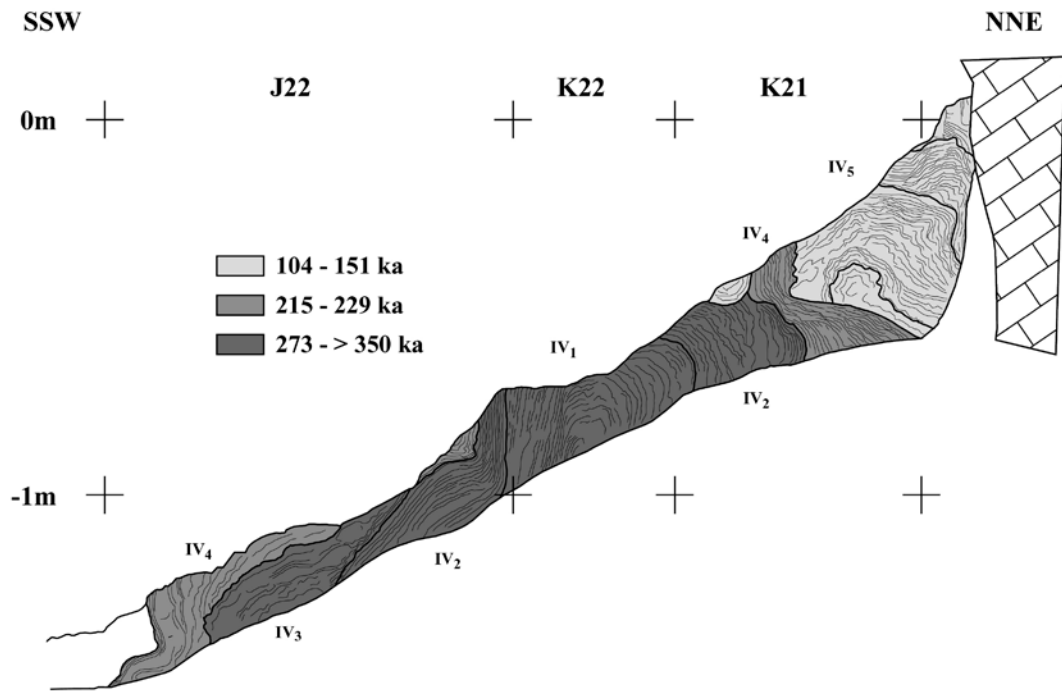 SSW
NNE
J22
K22
K21
0m
IV5
IV4
104 - 151 ka
215 - 229 ka
273 - > 350 ka
IV1
IV2
-1m
IV4
IV2
IV3